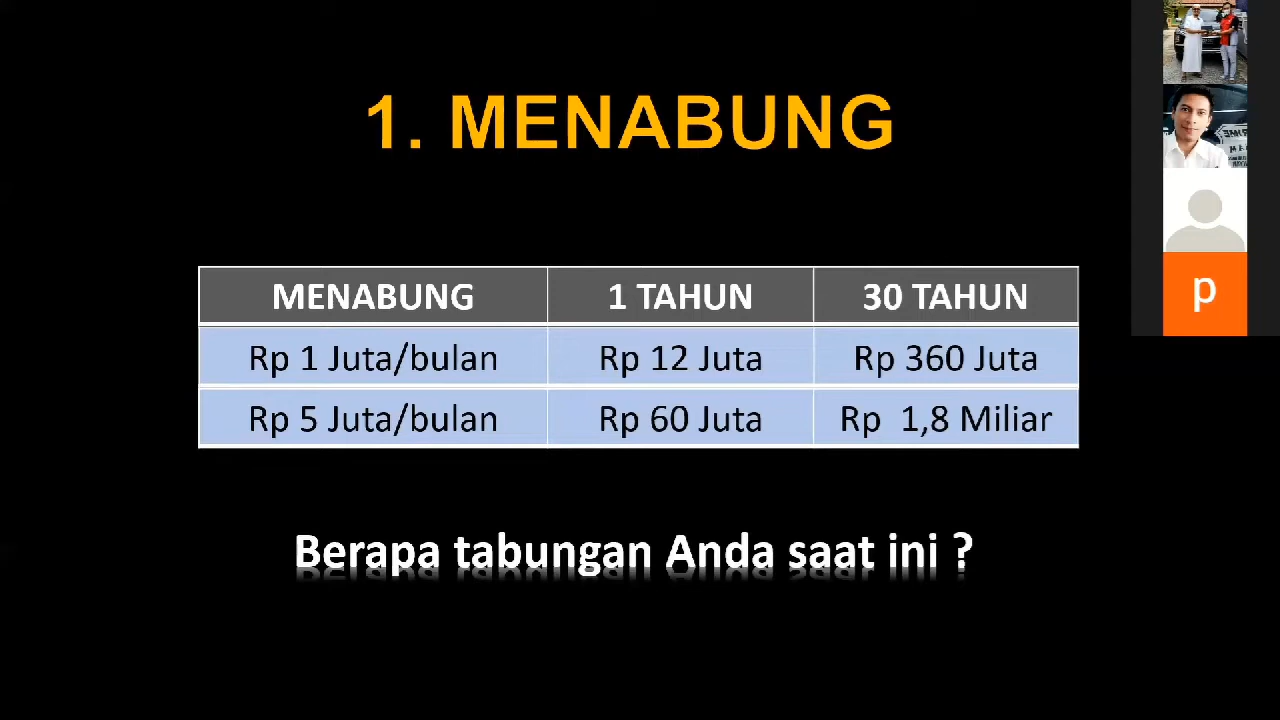 1. MENABUNG
MENABUNG 1 TAHUN 30 TAHUN
Rp 1 Juta/bulan Rp 12 Juta Rp 360 Juta
Rp 5 Juta/bulan Rp 60 Juta Rp 1,8 Miliar
Berapa tabungan Anda saat ini ?
p